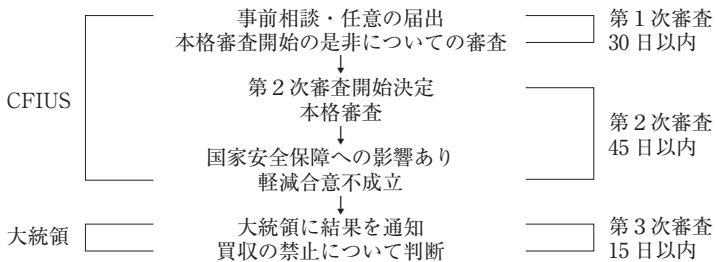 事前相談・任意の届出
本格審査開始の是非についての審査
第1次審査
30日以内
CFIUS
第2次審査開始決定
本格審査
国家安全保障への影響あり
軽減合意不成立
第2次審査
45日以内
大統領
大統領に結果を通知
買収の禁止について判断
第3次審査
15日以内